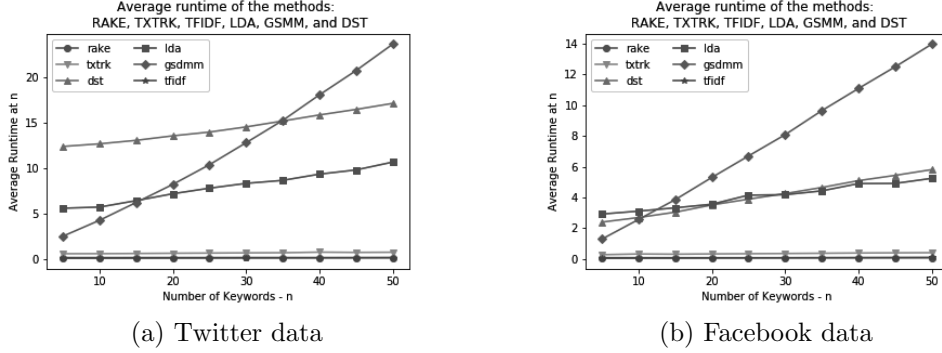 Average runtime of the methods:
RAKE, TXTRK, TFIDF, LDA, GSMM, and DST
Average Runtime at n
20
15
10
5
0
rake
txtrk
dst
lda
gsdmm
tfidf
10
20
30
40
50
Number of Keywords - n
(a) Twitter data
Average runtime of the methods:
RAKE, TXTRK, TFIDF, LDA, GSMM, and DST
Average Runtime at n
14
12
10
8
6
4
2
0
rake
txtrk
dst
lda
gsdmm
tfidf
10
20
30
40
50
Number of Keywords - n
(b) Facebook data